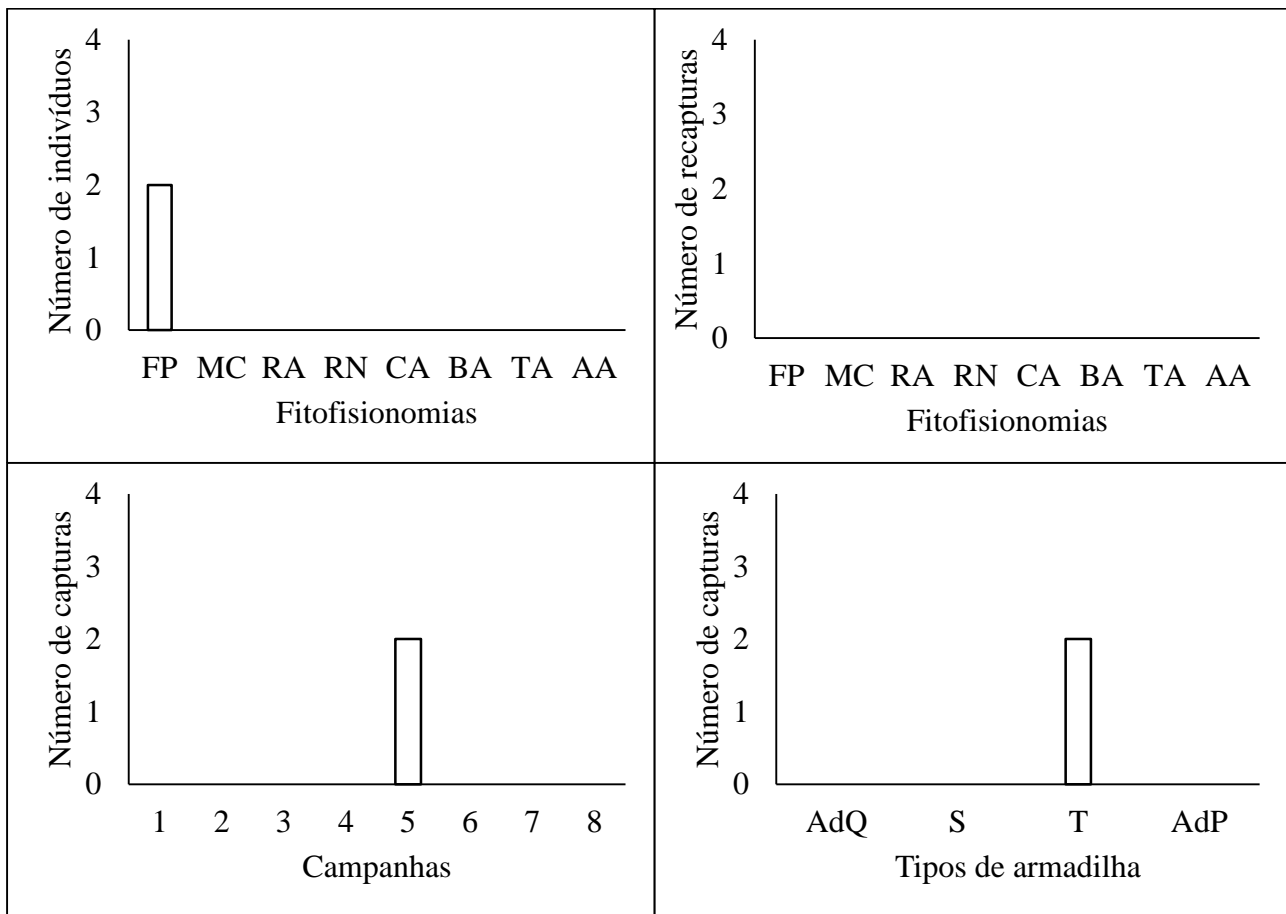 Número de indivíduos
4
3
2
1
0
FP MC RA RN CA BA TA AA
Fitofisionomias
Número de recapturas
4
3
2
1
0
FP MC RA RN CA BA TA AA
Fitofisionomias
Número de capturas
4
3
2
1
0
1 2 3 4 5 6 7 8
Campanhas
Número de capturas
4
3
2
1
0
AdQ S T AdP
Tipos de armadilha